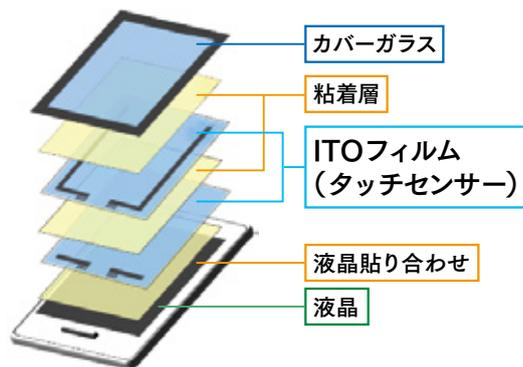 カバーガラス
粘着層
ITOフィルム
（タッチセンサー）
液晶貼り合わせ
液晶